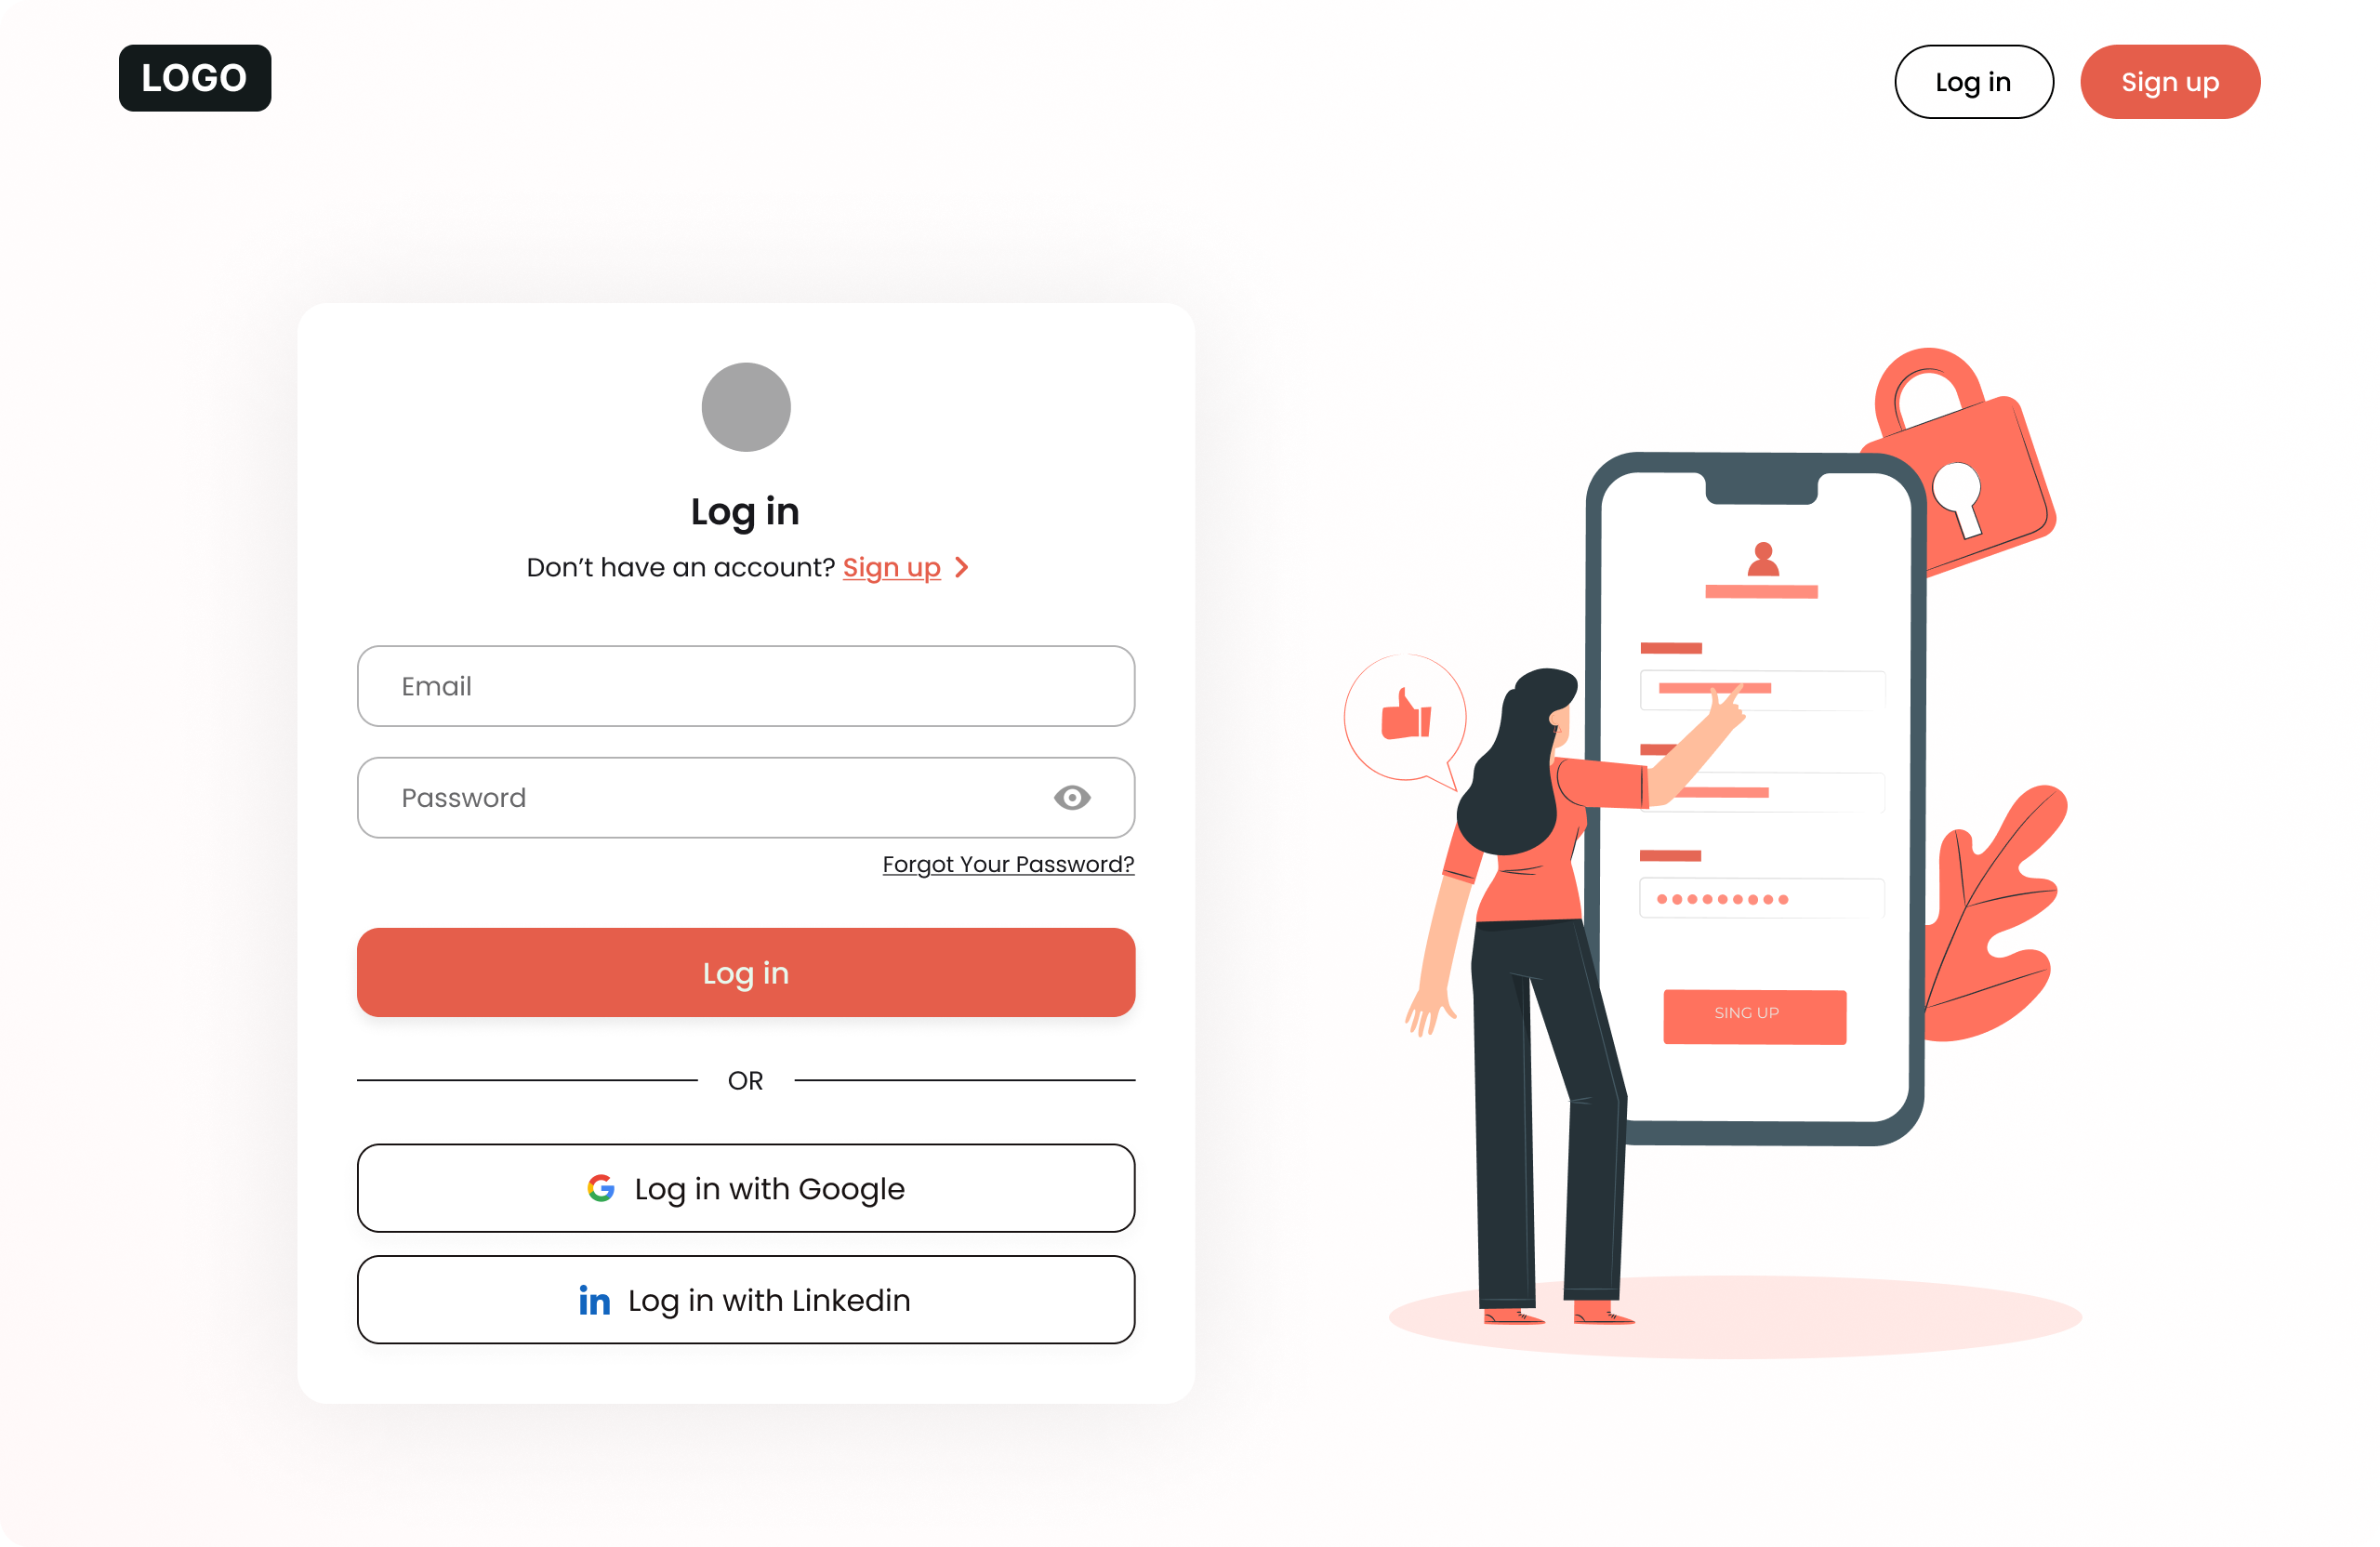 LOGO
Log in
Sign up
Log in
Don’t have an account? Sign up
Email
Password
Forgot Your Password?
Log in
OR
Log in with Google
Log in with Linkedin
SING UP